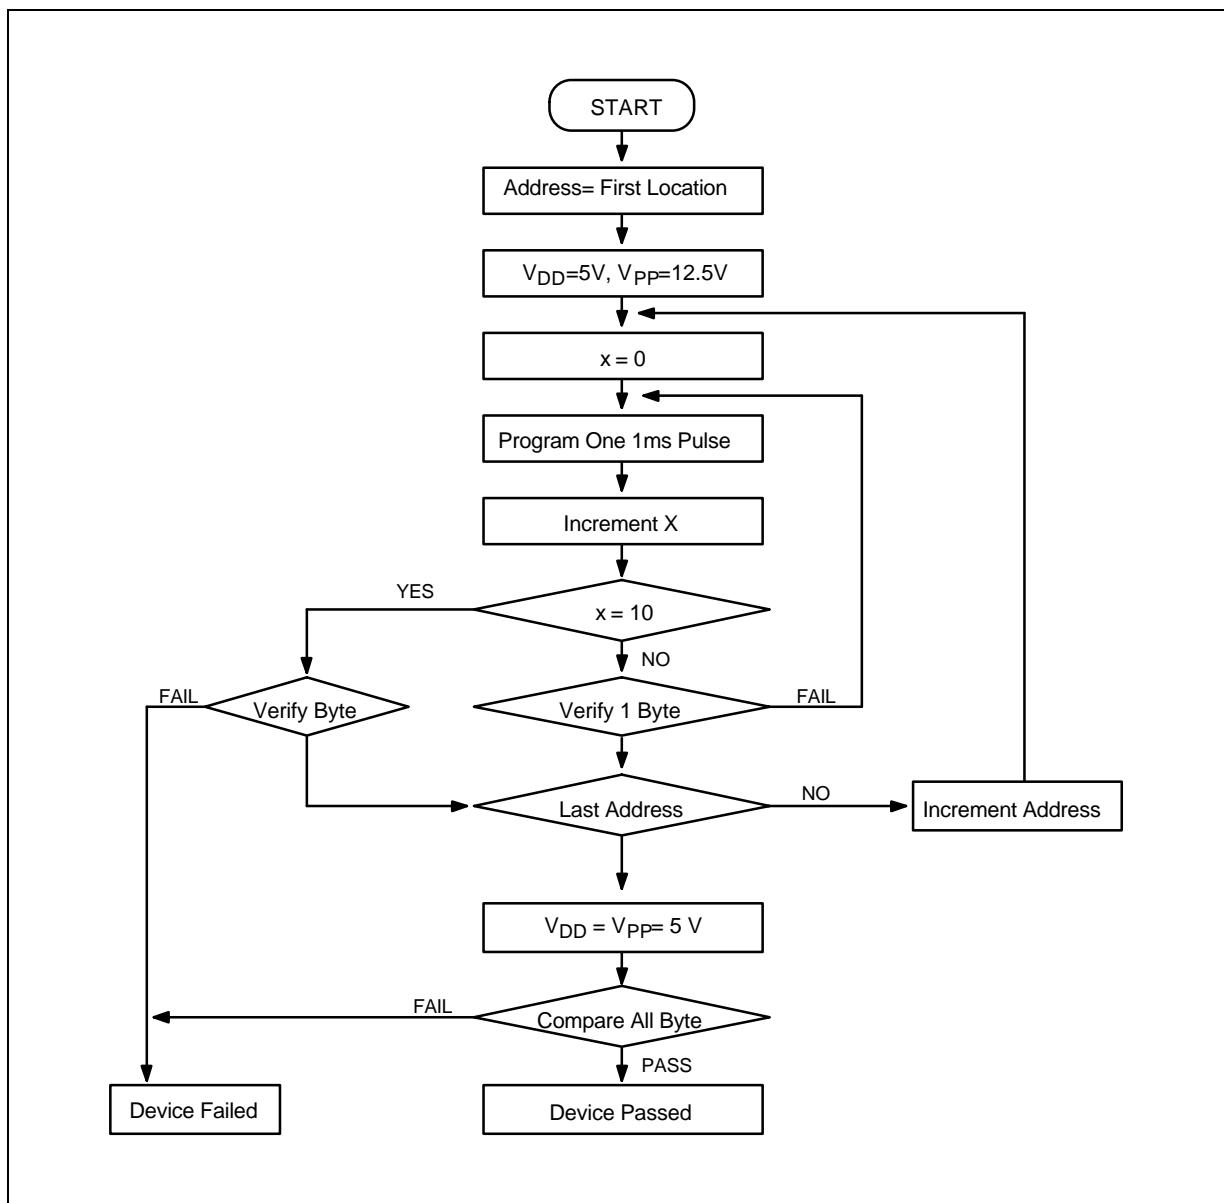 START
Address= First Location
VDD=5V, VPP=12.5V
x = 0
Program One 1ms Pulse
Increment X
YES
x = 10
NO
FAIL
Verify Byte
Verify 1 Byte
FAIL
Last Address
NO
Increment Address
VDD = VPP= 5 V
FAIL
Compare All Byte
PASS
Device Failed
Device Passed